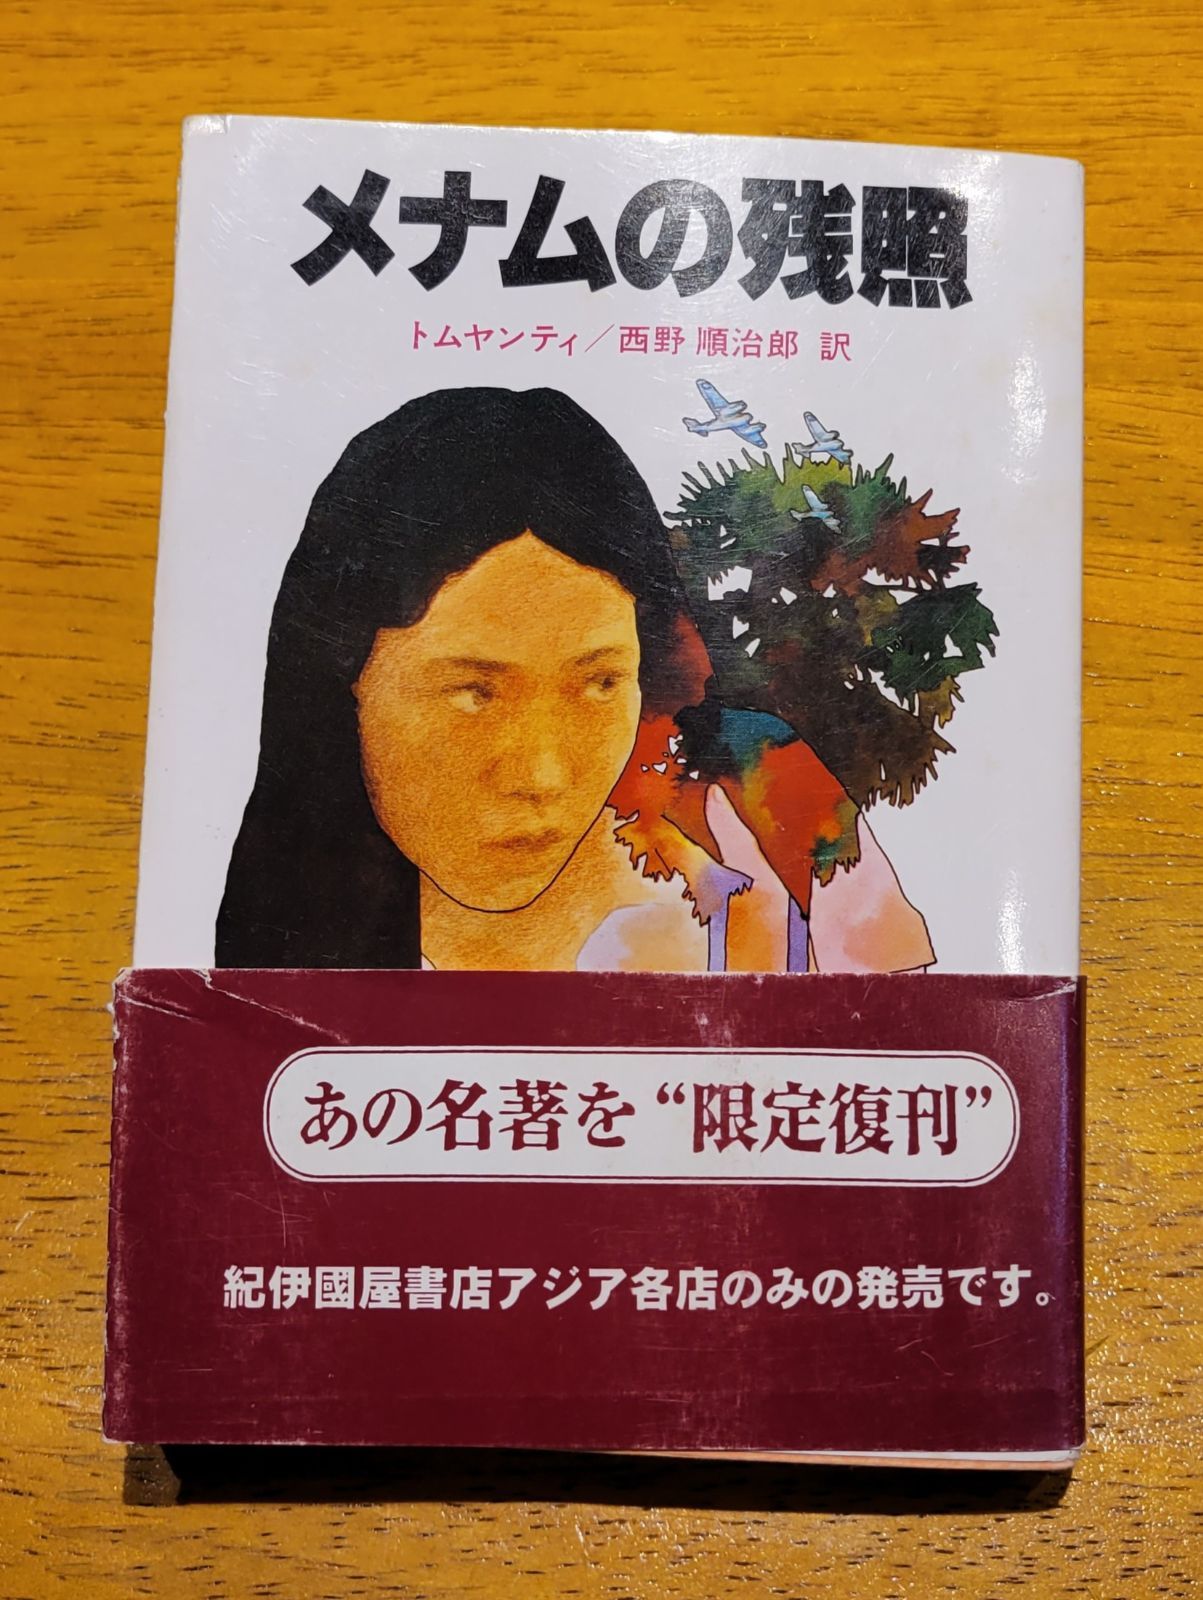 メナムの残照
トムヤンティ／西野 順治郎 訳
あの名著を“限定復刊”
紀伊國屋書店アジア各店のみの発売です。